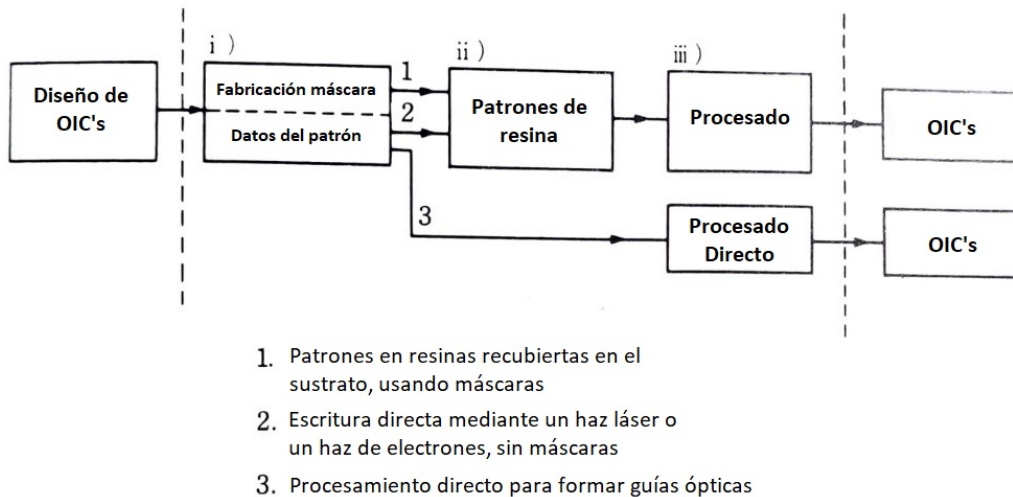 i )
ii )
iii )
Diseño de
OIC's
Fabricación máscara
Datos del patrón
1
2
3
Patrones de
resina
Procesado
OIC's
Procesado
Directo
OIC's
1. Patrones en resinas recubiertas en el
sustrato, usando máscaras
2. Escritura directa mediante un haz láser o
un haz de electrones, sin máscaras
3. Procesamiento directo para formar guías ópticas